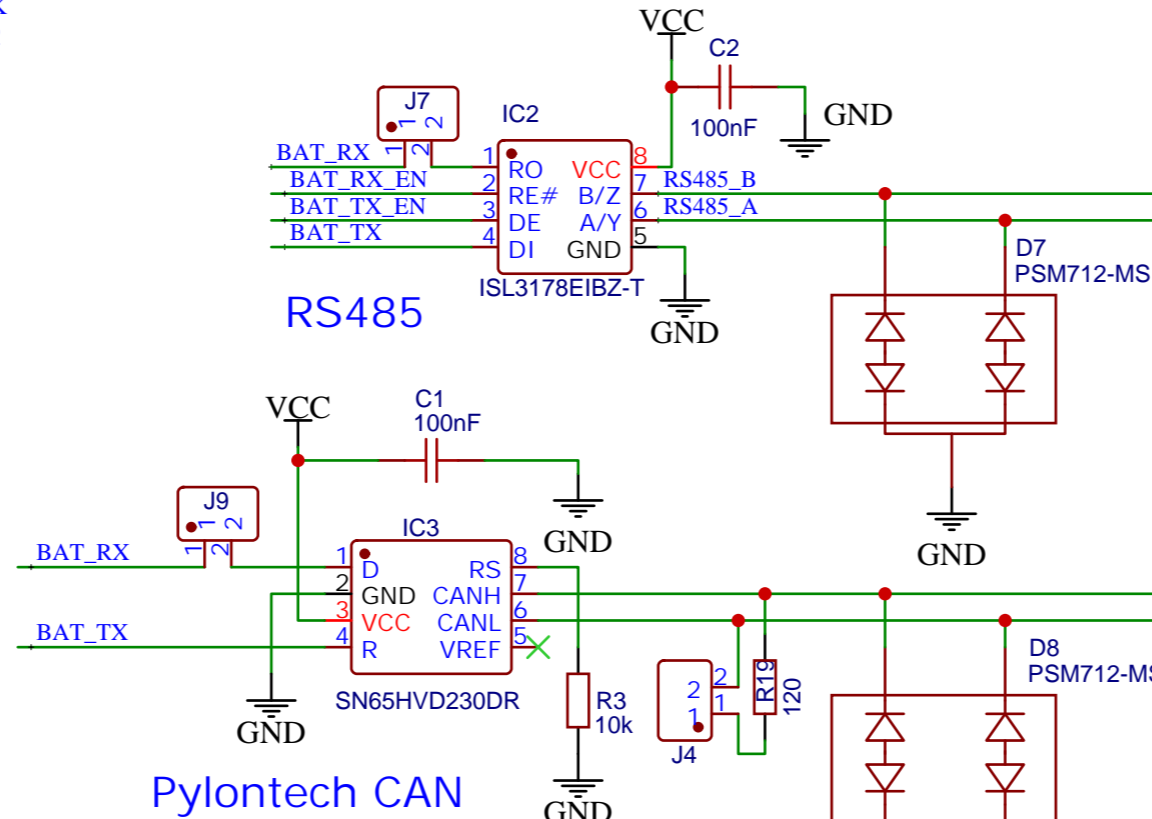 VCC
C2
100nF
GND
J7
1 2
1 2
IC2
BAT_RX
BAT_RX_EN
BAT_TX_EN
BAT_TX
1 RO
2 RE#
3 DE
4 DI
VCC 8
B/Z 7
A/Y 6
GND 5
RS485_B
RS485_A
ISL3178EIBZ-T
GND
RS485
D7
PSM712-MS
GND
VCC
C1
100nF
GND
J9
1 2
1 2
IC3
BAT_RX
BAT_TX
1 D
2 GND
3 VCC
4 R
RS 8
CANH 7
CANL 6
VREF 5
SN65HVD230DR
GND
R3
10k
GND
2 2
1 1
J4
R19
120
D8
PSM712-MS
Pylontech CAN